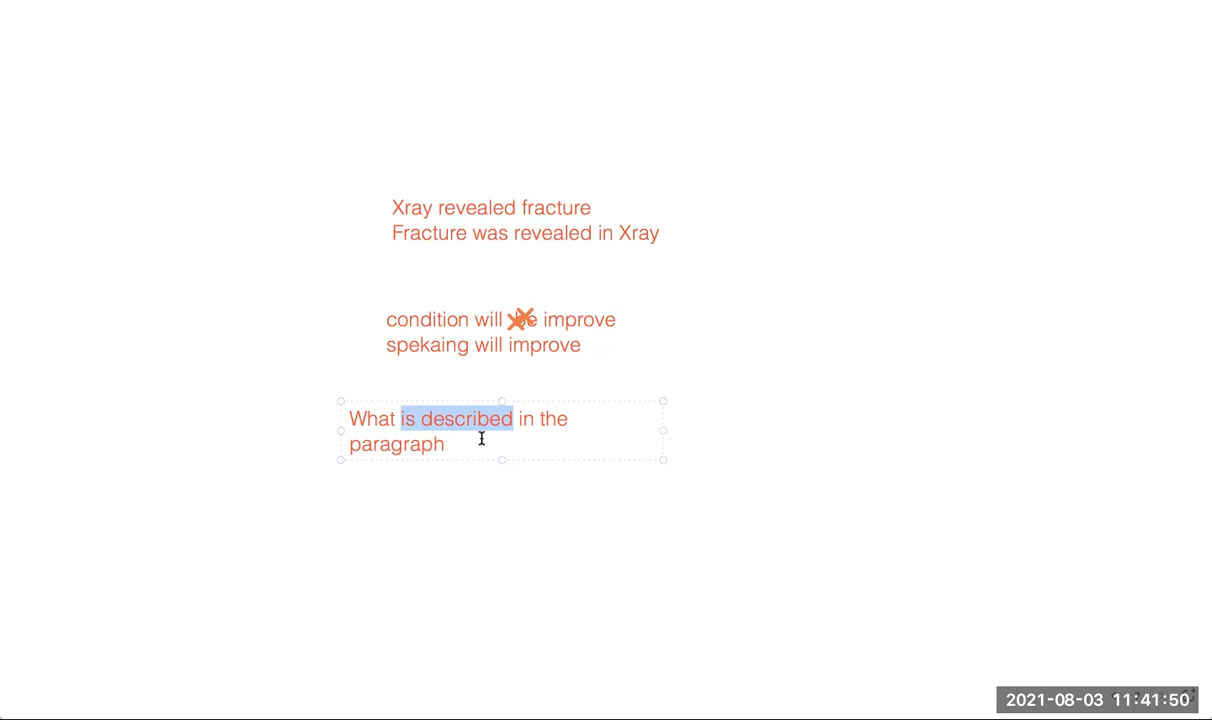 Xray revealed fracture
Fracture was revealed in Xray
condition will be improve
spekaing will improve
What is described in the
paragraph
2021-08-03 11:41:50